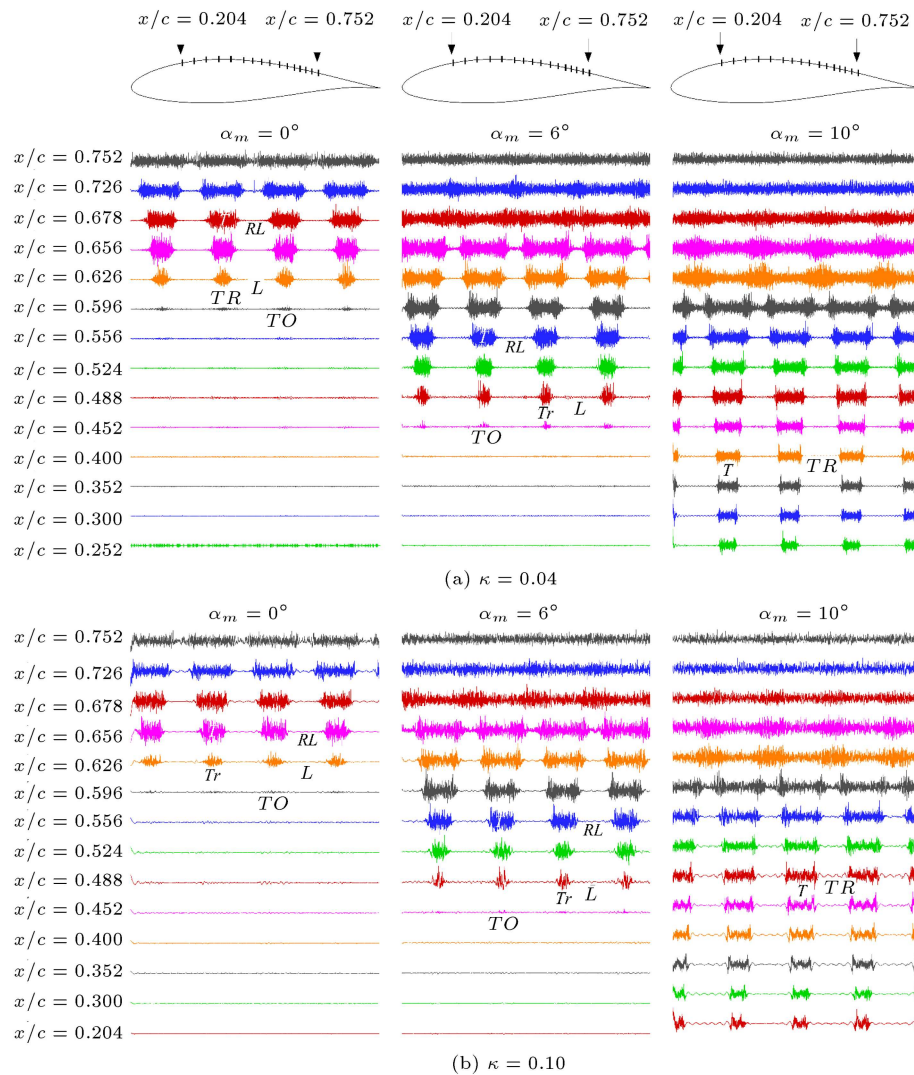 x/c = 0.204 x/c = 0.752 x/c = 0.204 x/c = 0.752 x/c = 0.204 x/c = 0.752
α_m = 0° α_m = 6° α_m = 10°
x/c = 0.752
x/c = 0.726
x/c = 0.678
RL
x/c = 0.656
x/c = 0.626
L
TR
x/c = 0.596
TO
x/c = 0.556
RL
x/c = 0.524
x/c = 0.488
Tr L
x/c = 0.452
TO
x/c = 0.400
T TR
x/c = 0.352
x/c = 0.300
x/c = 0.252
(a) κ = 0.04
α_m = 0° α_m = 6° α_m = 10°
x/c = 0.752
x/c = 0.726
x/c = 0.678
x/c = 0.656
RL
x/c = 0.626
Tr L
x/c = 0.596
TO
x/c = 0.556
RL
x/c = 0.524
x/c = 0.488
Tr L T TR
x/c = 0.452
TO
x/c = 0.400
x/c = 0.352
x/c = 0.300
x/c = 0.204
(b) κ = 0.10